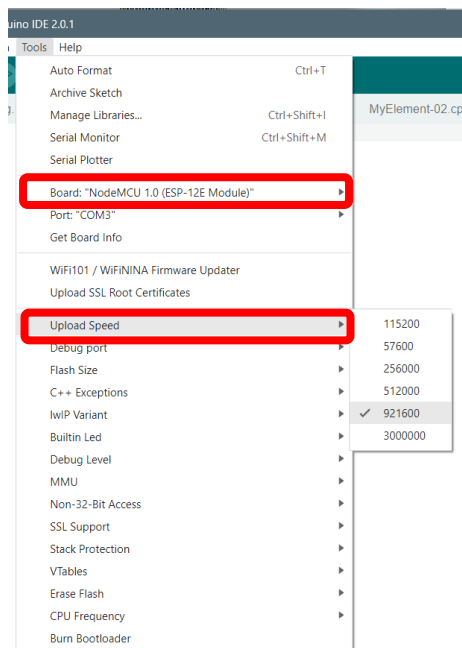 uino IDE 2.0.1
Tools Help
Auto Format Ctrl+T
Archive Sketch
Manage Libraries... Ctrl+Shift+I
MyElement-02.cp
Serial Monitor Ctrl+Shift+M
Serial Plotter
Board: "NodeMCU 1.0 (ESP-12E Module)"
Port: "COM3"
Get Board Info
WiFi101 / WiFiNINA Firmware Updater
Upload SSL Root Certificates
Upload Speed
Debug port
Flash Size
C++ Exceptions
IwIP Variant
Builtin Led
Debug Level
MMU
Non-32-Bit Access
SSL Support
Stack Protection
VTables
Erase Flash
CPU Frequency
Burn Bootloader
115200
57600
256000
512000
921600
3000000